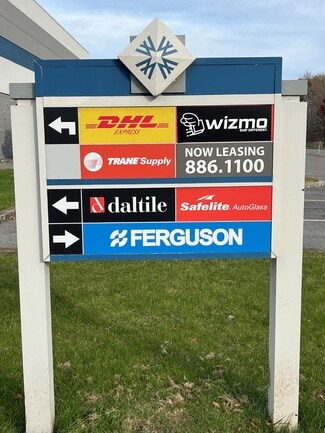 DHL EXPRESS
wizmo
SHIP DIFFERENT.
TRANE Supply
NOW LEASING
886.1100
daltile
Safelite. AutoGlass
FERGUSON